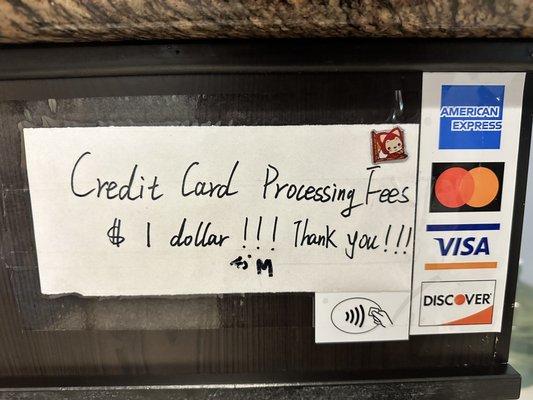 Credit Card Processing Fees
$ 1 dollar !!! Thank you!!!
AMERICAN
EXPRESS
VISA
DISCOVER